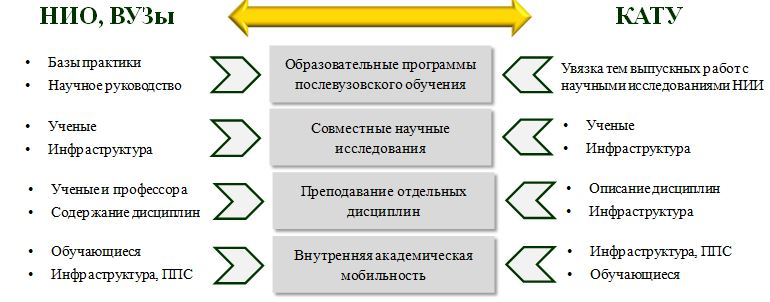 НИО, ВУЗы
КАТУ
• Базы практики
• Научное руководство
Образовательные программы
послевузовского обучения
Увязка тем выпускных работ с
научными исследованиями НИИ
• Ученые
• Инфраструктура
Совместные научные
исследования
• Ученые
• Инфраструктура
• Ученые и профессора
• Содержание дисциплин
Преподавание отдельных
дисциплин
• Описание дисциплин
• Инфраструктура
• Обучающиеся
• Инфраструктура, ППС
Внутренняя академическая
мобильность
• Инфраструктура, ППС
• Обучающиеся